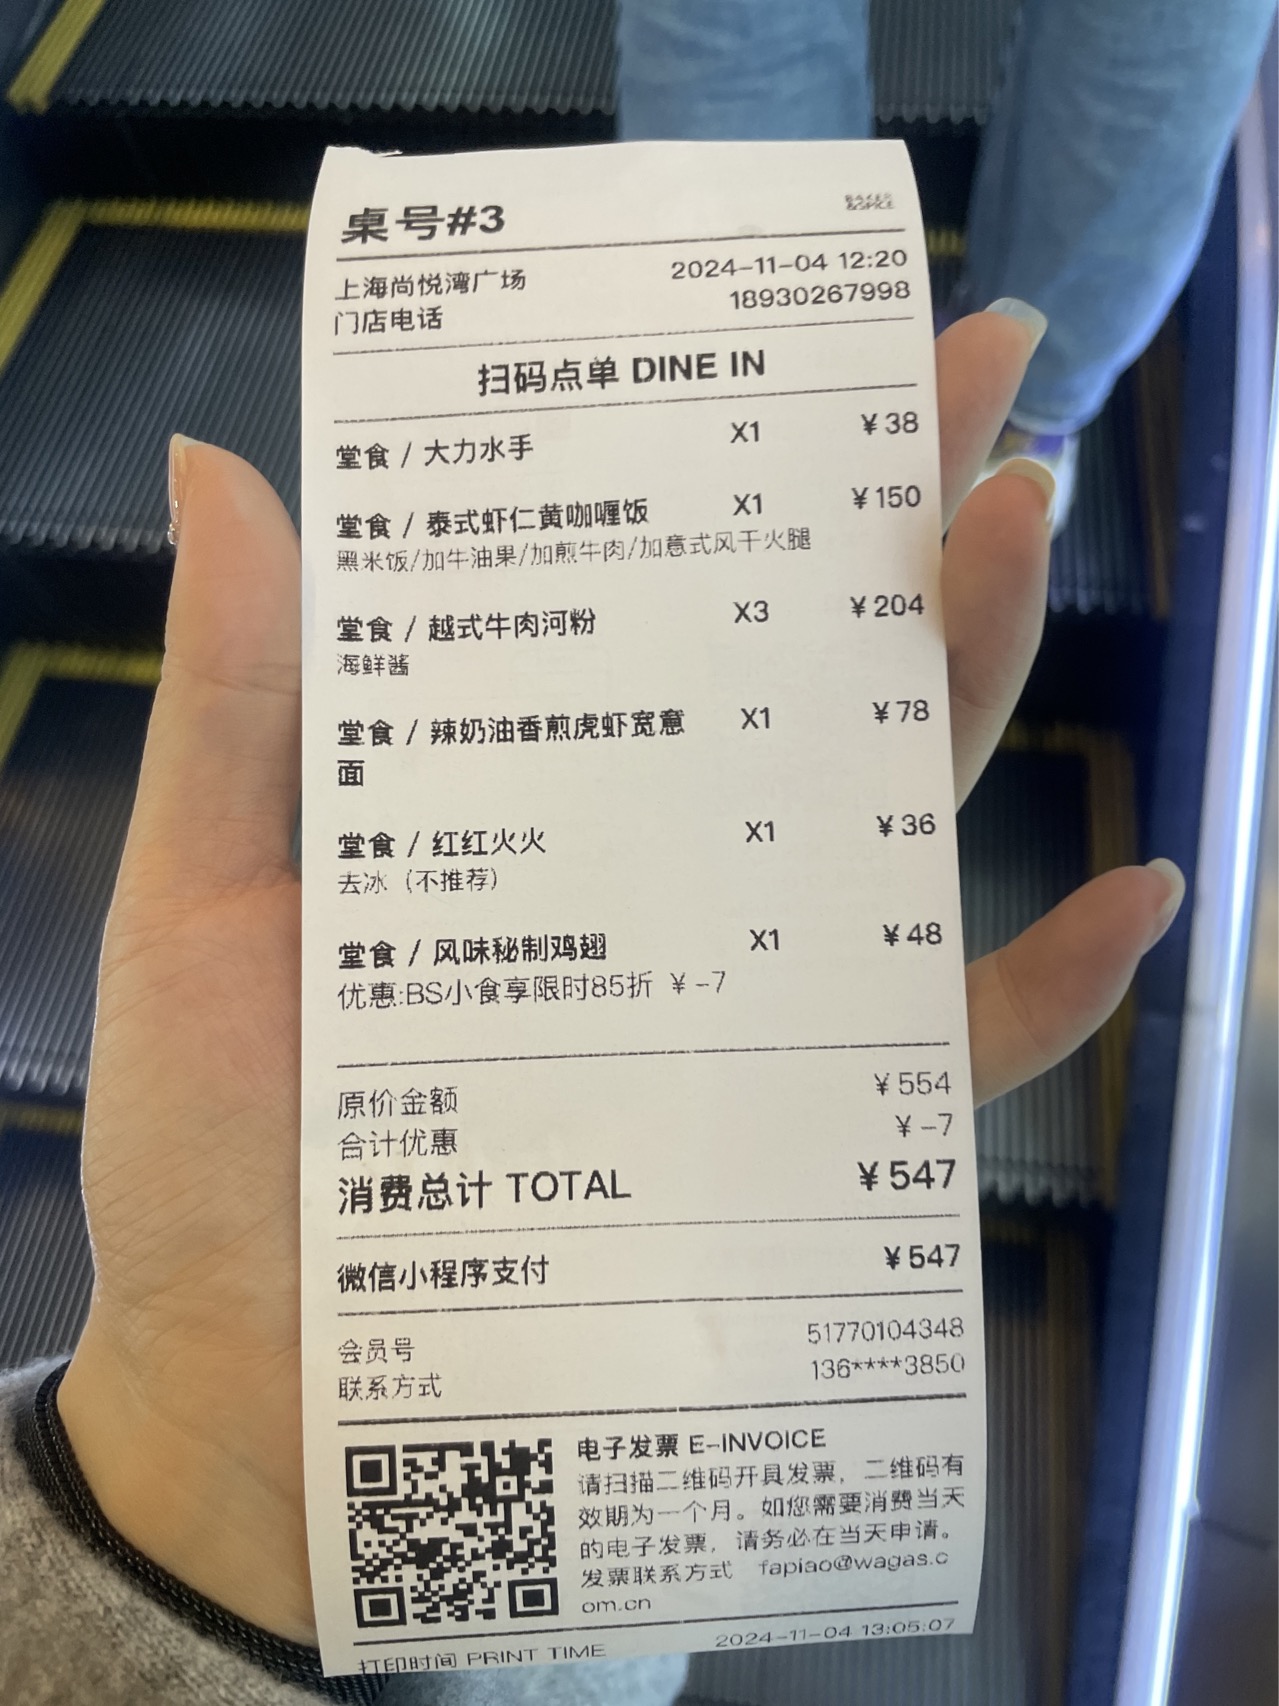 桌号#3
BAKER
&SPICE
上海尚悦湾广场 2024-11-04 12:20
门店电话 18930267998
扫码点单 DINE IN
堂食 / 大力水手 X1 ¥38
堂食 / 泰式虾仁黄咖喱饭 X1 ¥150
黑米饭/加牛油果/加煎牛肉/加意式风干火腿
堂食 / 越式牛肉河粉 X3 ¥204
海鲜酱
堂食 / 辣奶油香煎虎虾宽意 X1 ¥78
面
堂食 / 红红火火 X1 ¥36
去冰（不推荐）
堂食 / 风味秘制鸡翅 X1 ¥48
优惠:BS小食享限时85折 ¥-7
原价金额 ¥554
合计优惠 ¥-7
消费总计 TOTAL ¥547
微信小程序支付 ¥547
会员号 51770104348
联系方式 136****3850
电子发票 E-INVOICE
请扫描二维码开具发票，二维码有
效期为一个月。如您需要消费当天
的电子发票，请务必在当天申请。
发票联系方式 fapiao@wagas.c
om.cn
打印时间 PRINT TIME 2024-11-04 13:05:07